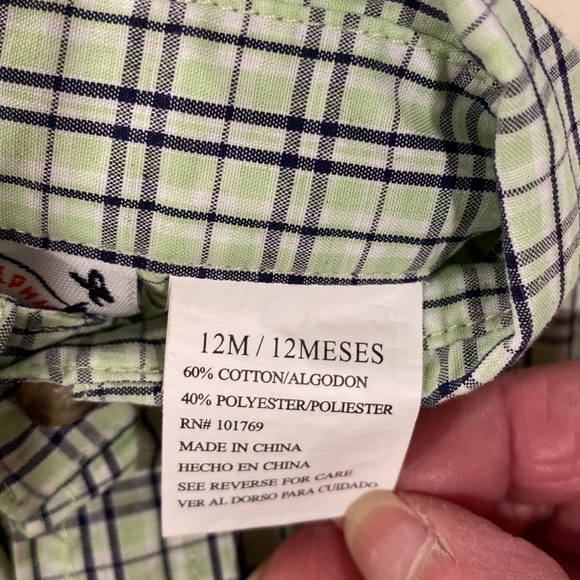 12M / 12MESES
60% COTTON/ALGODON
40% POLYESTER/POLIESTER
RN# 101769
MADE IN CHINA
HECHO EN CHINA
SEE REVERSE FOR CARE
VER AL DORSO PARA CUIDADO